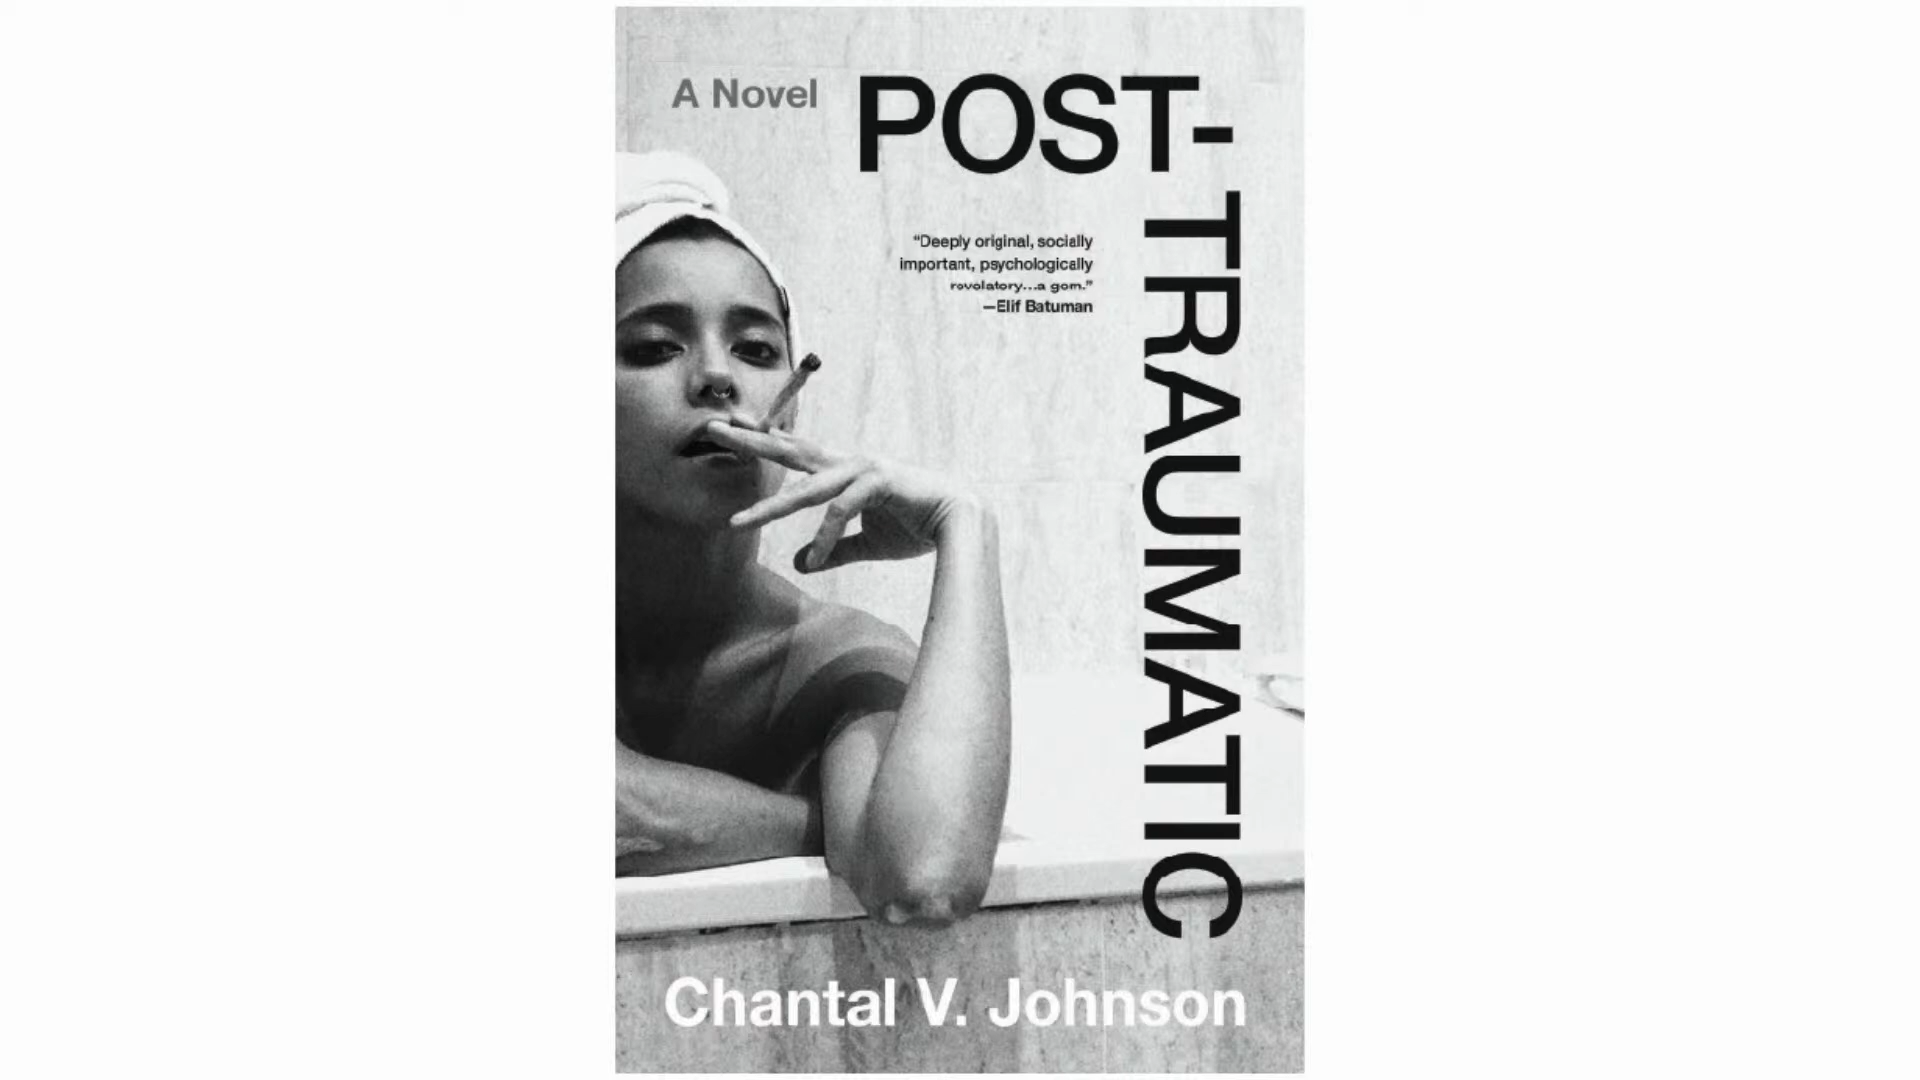 A Novel
POST-
TRAUMATIC
“Deeply original, socially
important, psychologically
revelatory...a gem.”
—Elif Batuman
Chantal V. Johnson